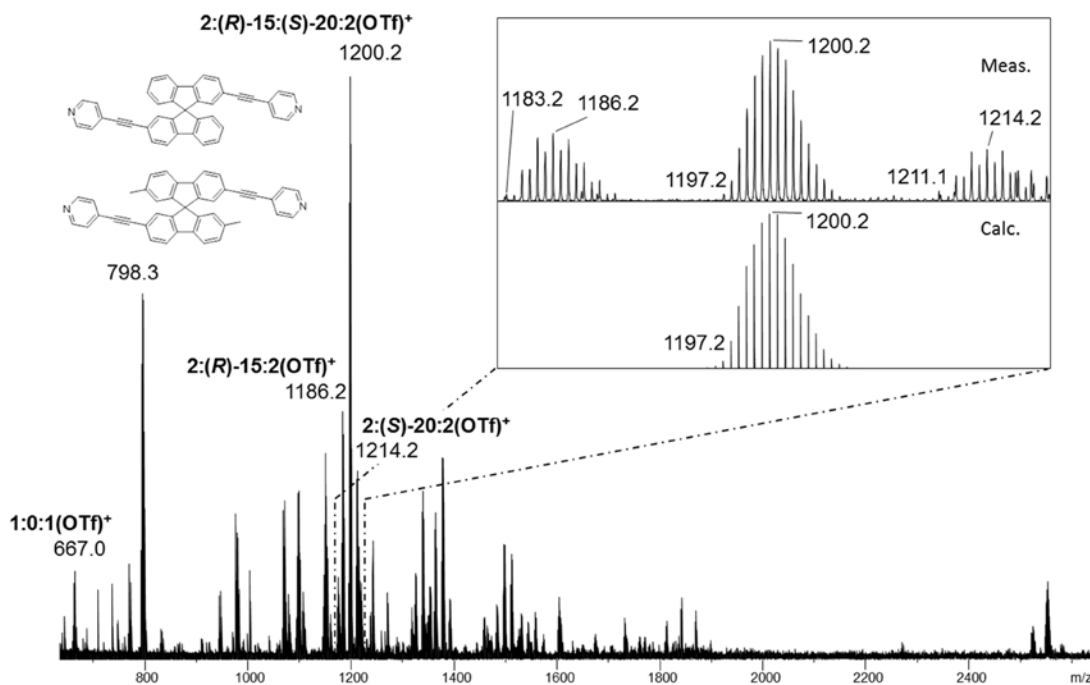 2:(R)-15:(S)-20:2(OTf)⁺
1200.2
N
N
N
N
798.3
2:(R)-15:2(OTf)⁺
1186.2
2:(S)-20:2(OTf)⁺
1214.2
1:0:1(OTf)⁺
667.0
1200.2
Meas.
1183.2
1186.2
1214.2
1197.2
1211.1
1200.2
Calc.
1197.2
800 1000 1200 1400 1600 1800 2000 2200 2400 m/z